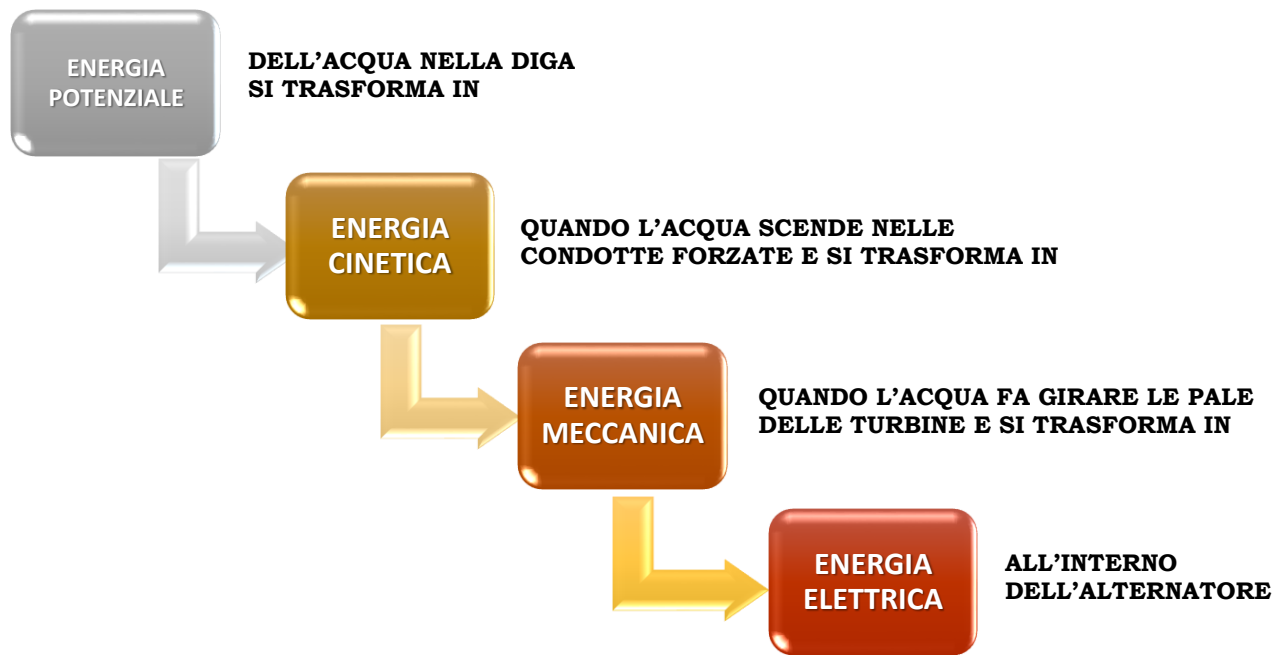 ENERGIA
POTENZIALE
DELL’ACQUA NELLA DIGA
SI TRASFORMA IN
ENERGIA
CINETICA
QUANDO L’ACQUA SCENDE NELLE
CONDOTTE FORZATE E SI TRASFORMA IN
ENERGIA
MECCANICA
QUANDO L’ACQUA FA GIRARE LE PALE
DELLE TURBINE E SI TRASFORMA IN
ENERGIA
ELETTRICA
ALL’INTERNO
DELL’ALTERNATORE